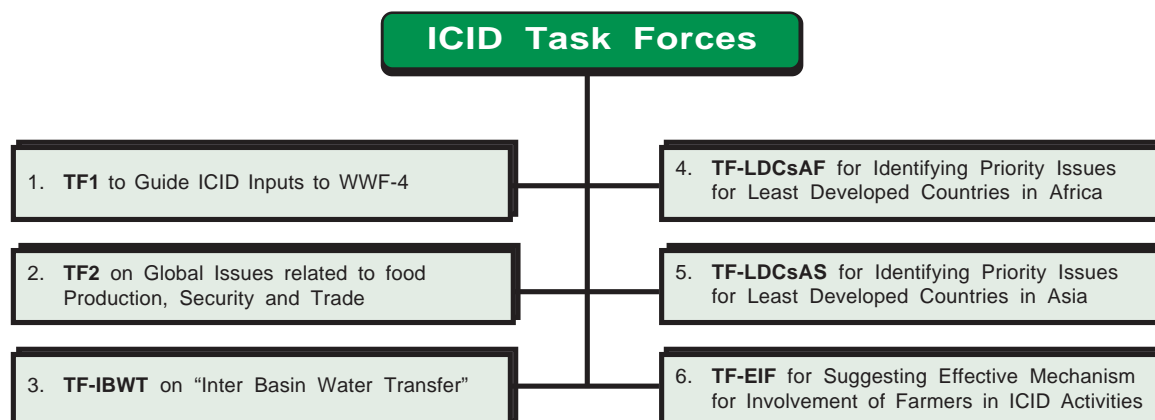 ICID Task Forces
1. TF1 to Guide ICID Inputs to WWF-4
2. TF2 on Global Issues related to food
Production, Security and Trade
3. TF-IBWT on “Inter Basin Water Transfer”
4. TF-LDCsAF for Identifying Priority Issues
for Least Developed Countries in Africa
5. TF-LDCsAS for Identifying Priority Issues
for Least Developed Countries in Asia
6. TF-EIF for Suggesting Effective Mechanism
for Involvement of Farmers in ICID Activities